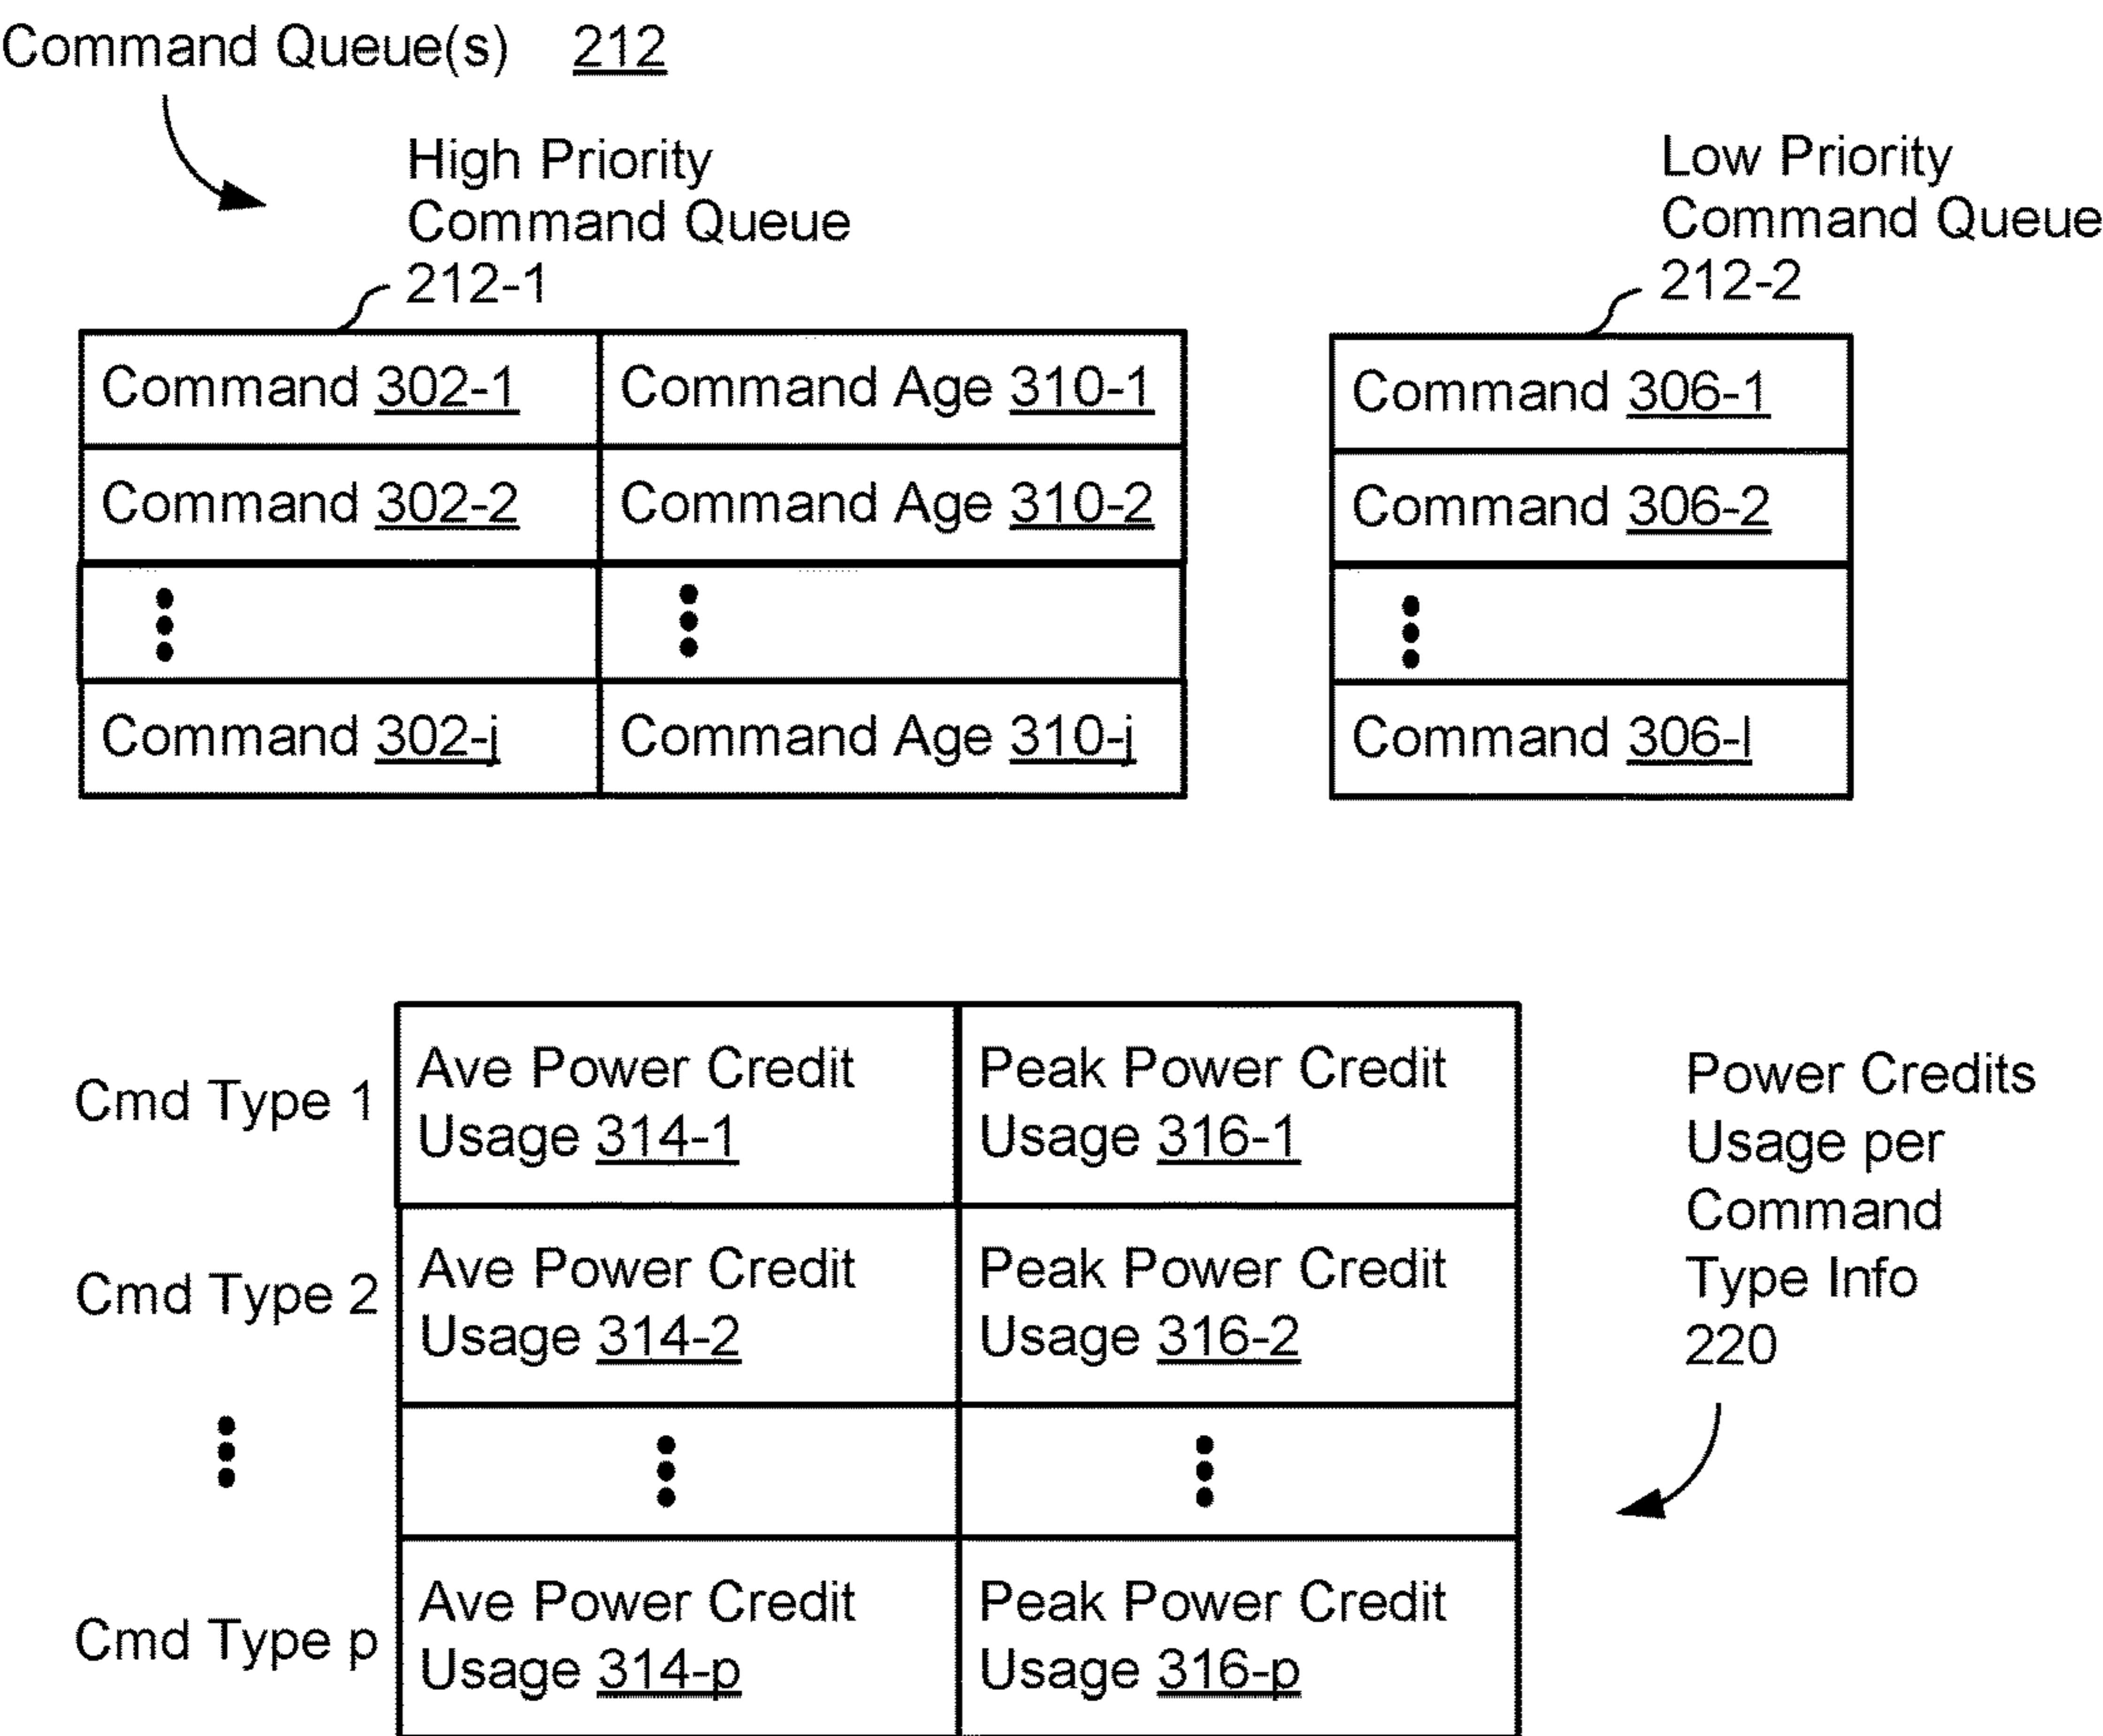 Command Queue(s) 212
High Priority
Command Queue
212-1
Low Priority
Command Queue
212-2
Command 302-1 Command Age 310-1
Command 302-2 Command Age 310-2
Command 302-j Command Age 310-j
Command 306-1
Command 306-2
Command 306-l
Cmd Type 1
Ave Power Credit
Usage 314-1
Peak Power Credit
Usage 316-1
Cmd Type 2
Ave Power Credit
Usage 314-2
Peak Power Credit
Usage 316-2
Cmd Type p
Ave Power Credit
Usage 314-p
Peak Power Credit
Usage 316-p
Power Credits
Usage per
Command
Type Info
220